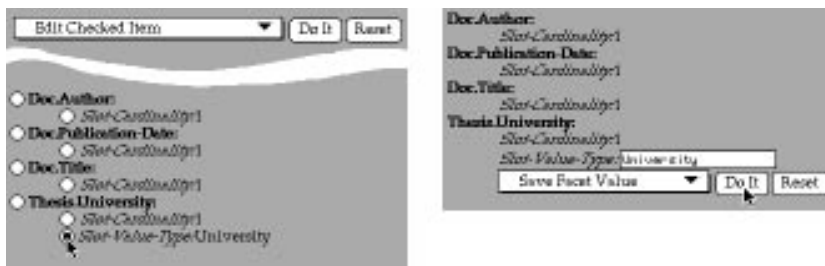 Edit Checked Item Do It Reset
Doc.Author:
Slot-Cardinality:1
Doc.Publication-Date:
Slot-Cardinality:1
Doc.Title:
Slot-Cardinality:1
Thesis.University:
Slot-Cardinality:1
Slot-Value-Type:University
Doc.Author:
Slot-Cardinality:1
Doc.Publication-Date:
Slot-Cardinality:1
Doc.Title:
Slot-Cardinality:1
Thesis.University:
Slot-Cardinality:1
Slot-Value-Type:University
Save Facet Value Do It Reset